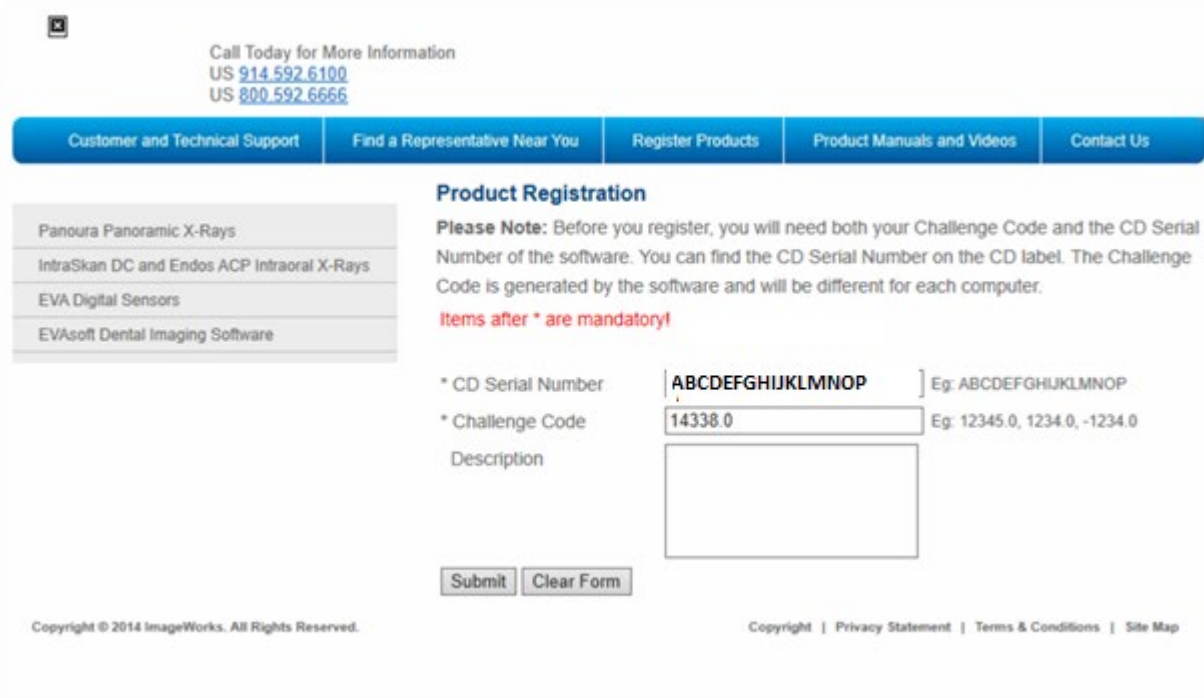 Call Today for More Information
US 914.592.6100
US 800.592.6666
Customer and Technical Support
Find a Representative Near You
Register Products
Product Manuals and Videos
Contact Us
Panoura Panoramic X-Rays
IntraSkan DC and Endos ACP Intraoral X-Rays
EVA Digital Sensors
EVAsoft Dental Imaging Software
Product Registration
Please Note: Before you register, you will need both your Challenge Code and the CD Serial
Number of the software. You can find the CD Serial Number on the CD label. The Challenge
Code is generated by the software and will be different for each computer.
Items after * are mandatory!
* CD Serial Number ABCDEFGHIJKLMNOP Eg: ABCDEFGHIJKLMNOP
* Challenge Code 14338.0 Eg: 12345.0, 1234.0, -1234.0
Description
Submit Clear Form
Copyright © 2014 ImageWorks. All Rights Reserved.
Copyright | Privacy Statement | Terms & Conditions | Site Map